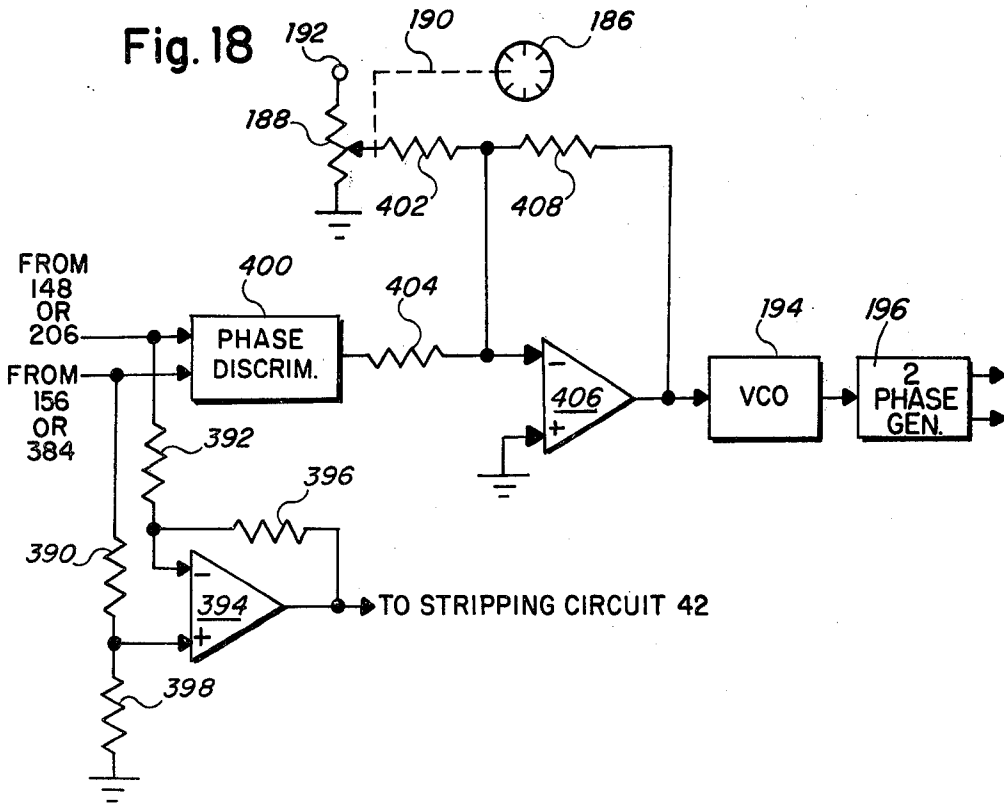 Fig. 18
192
190
186
188
402
408
FROM
148
OR
206
400
PHASE
DISCRIM.
404
FROM
156
OR
384
392
-
406
+
194
VCO
196
2
PHASE
GEN.
396
390
-
394
+
TO STRIPPING CIRCUIT 42
398